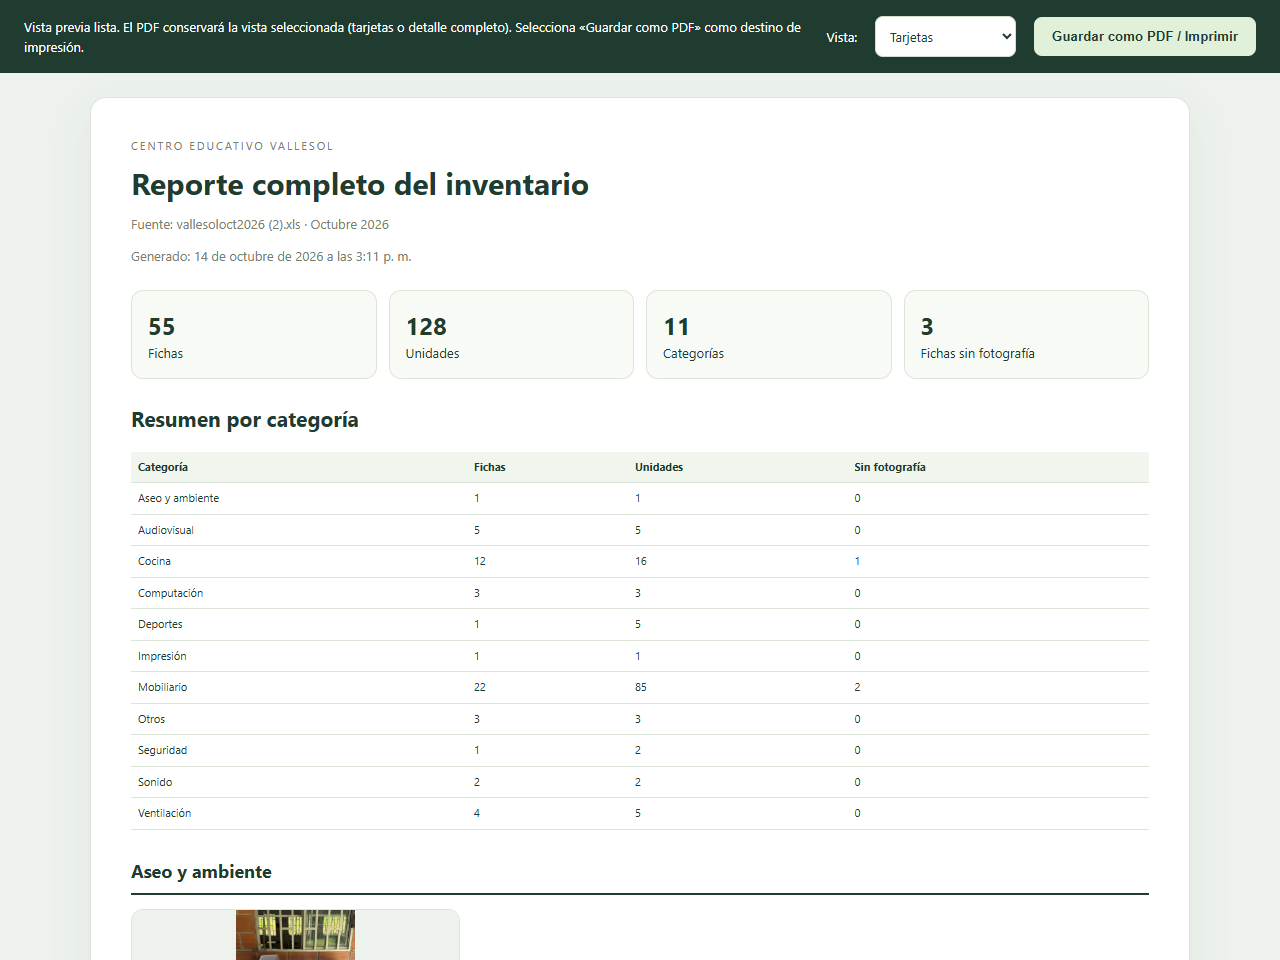 Vista previa lista. El PDF conservará la vista seleccionada (tarjetas o detalle completo). Selecciona «Guardar como PDF» como destino de
impresión.
Vista:
Tarjetas
Guardar como PDF / Imprimir
CENTRO EDUCATIVO VALLESOL
Reporte completo del inventario
Fuente: vallesoloct2026 (2).xls · Octubre 2026
Generado: 14 de octubre de 2026 a las 3:11 p. m.
55
Fichas
128
Unidades
11
Categorías
3
Fichas sin fotografía
Resumen por categoría
Categoría Fichas Unidades Sin fotografía
Aseo y ambiente 1 1 0
Audiovisual 5 5 0
Cocina 12 16 1
Computación 3 3 0
Deportes 1 5 0
Impresión 1 1 0
Mobiliario 22 85 2
Otros 3 3 0
Seguridad 1 2 0
Sonido 2 2 0
Ventilación 4 5 0
Aseo y ambiente